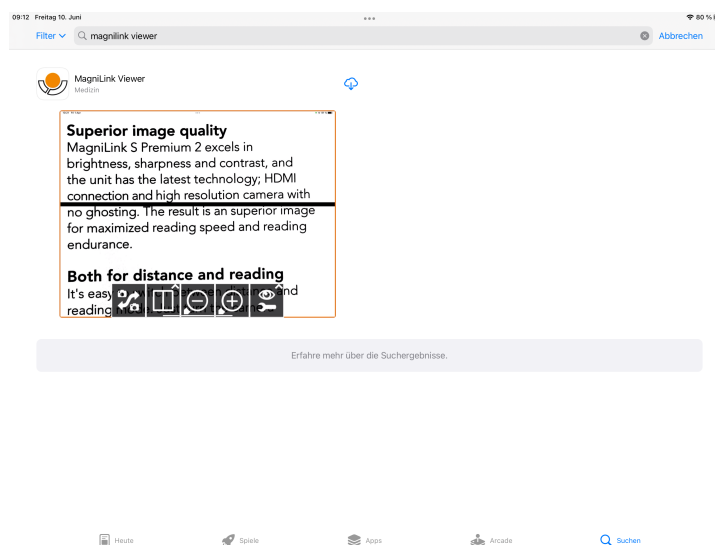 09:12 Freitag 10. Juni
80 %
Filter
magnilink viewer
Abbrechen
MagniLink Viewer
Medizin
Superior image quality
MagniLink S Premium 2 excels in
brightness, sharpness and contrast, and
the unit has the latest technology; HDMI
connection and high resolution camera with
no ghosting. The result is an superior image
for maximized reading speed and reading
endurance.
Both for distance and reading
It's easy and
reading
Erfahre mehr über die Suchergebnisse.
Heute
Spiele
Apps
Arcade
Suchen